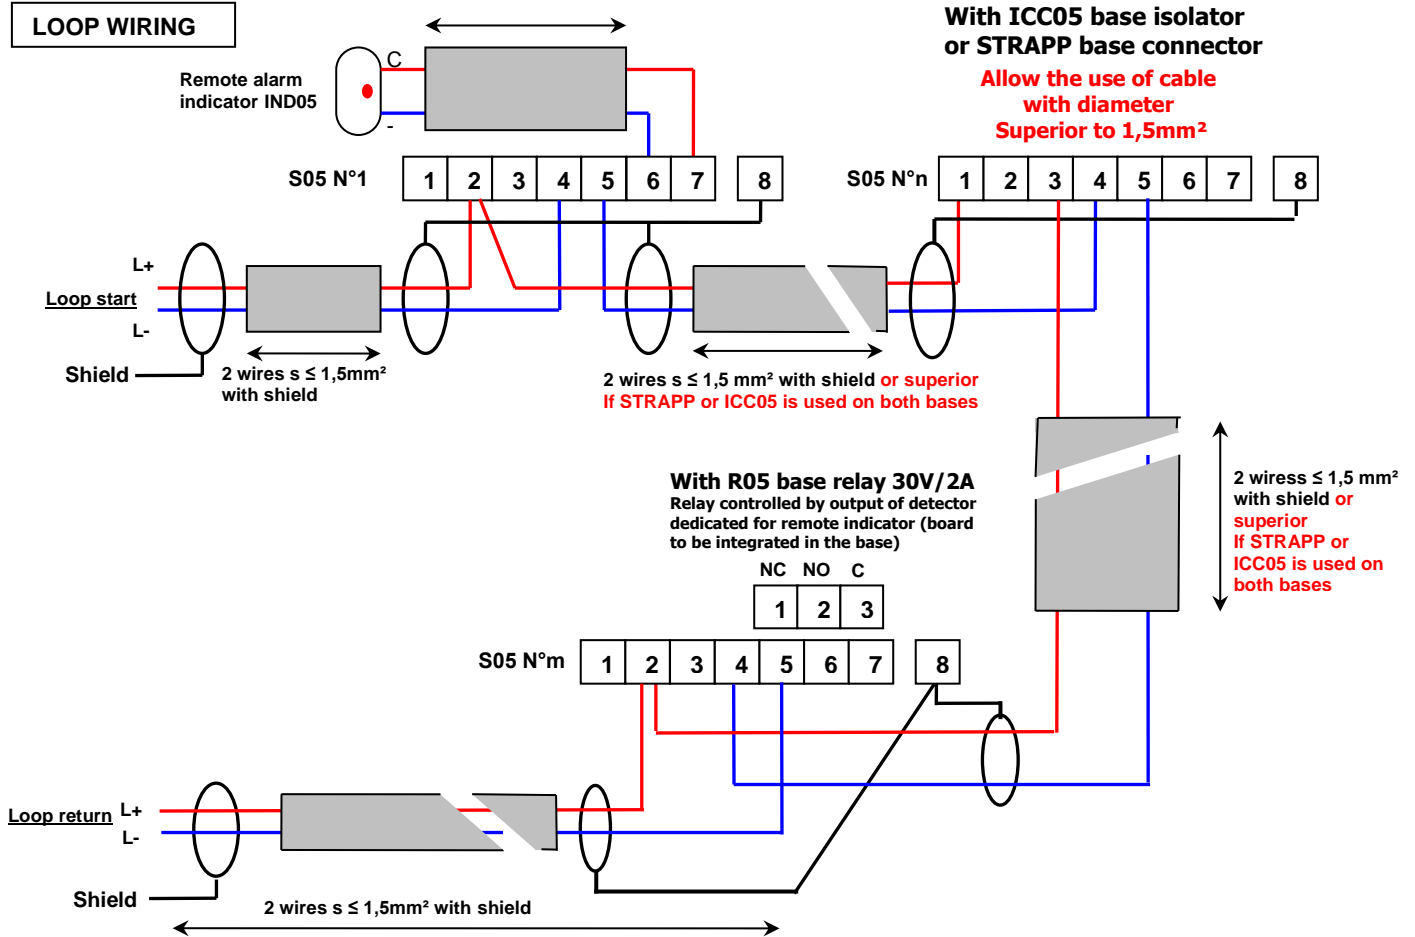 LOOP WIRING
With ICC05 base isolator
or STRAPP base connector
Allow the use of cable
with diameter
Superior to 1,5mm²
Remote alarm
indicator IND05
C
-
S05 N°1
1 2 3 4 5 6 7 8
S05 N°n
1 2 3 4 5 6 7 8
L+
Loop start
L-
Shield
2 wires s ≤ 1,5mm²
with shield
2 wires s ≤ 1,5 mm² with shield or superior
If STRAPP or ICC05 is used on both bases
2 wiress ≤ 1,5 mm²
with shield or
superior
If STRAPP or
ICC05 is used on
both bases
With R05 base relay 30V/2A
Relay controlled by output of detector
dedicated for remote indicator (board
to be integrated in the base)
NC NO C
1 2 3
S05 N°m
1 2 3 4 5 6 7 8
Loop return
L+
L-
Shield
2 wires s ≤ 1,5mm² with shield